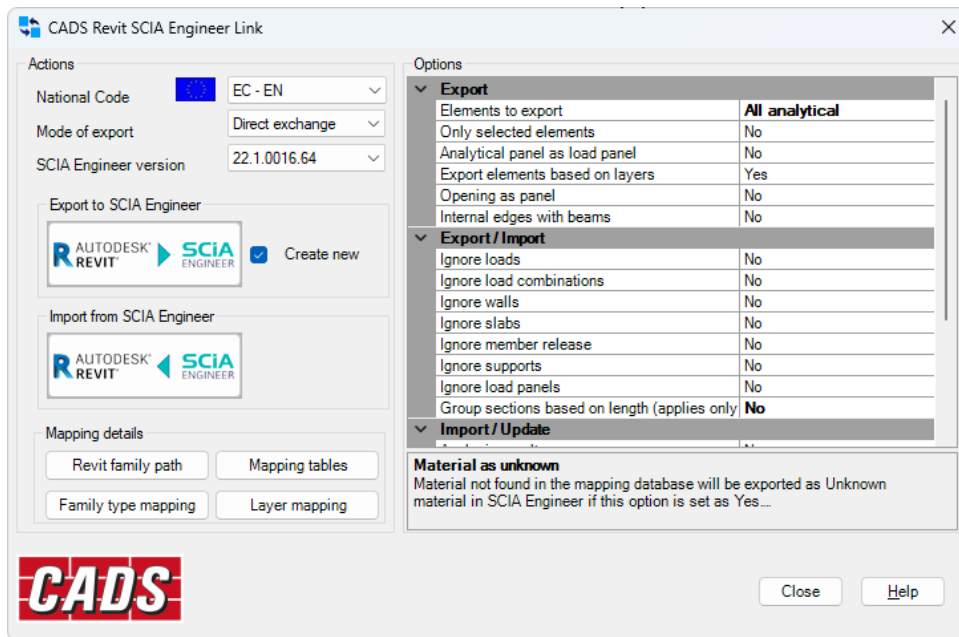 CADS Revit SCIA Engineer Link
Actions
National Code
EC - EN
Mode of export
Direct exchange
SCIA Engineer version
22.1.0016.64
Export to SCIA Engineer
AUTODESK® REVIT®
SCiA ENGINEER
Create new
Import from SCIA Engineer
AUTODESK® REVIT®
SCiA ENGINEER
Mapping details
Revit family path
Mapping tables
Family type mapping
Layer mapping
Options
Export
Elements to export All analytical
Only selected elements No
Analytical panel as load panel No
Export elements based on layers Yes
Opening as panel No
Internal edges with beams No
Export / Import
Ignore loads No
Ignore load combinations No
Ignore walls No
Ignore slabs No
Ignore member release No
Ignore supports No
Ignore load panels No
Group sections based on length (applies only No
Import / Update
Material as unknown
Material not found in the mapping database will be exported as Unknown
material in SCIA Engineer if this option is set as Yes....
CADS
Close
Help